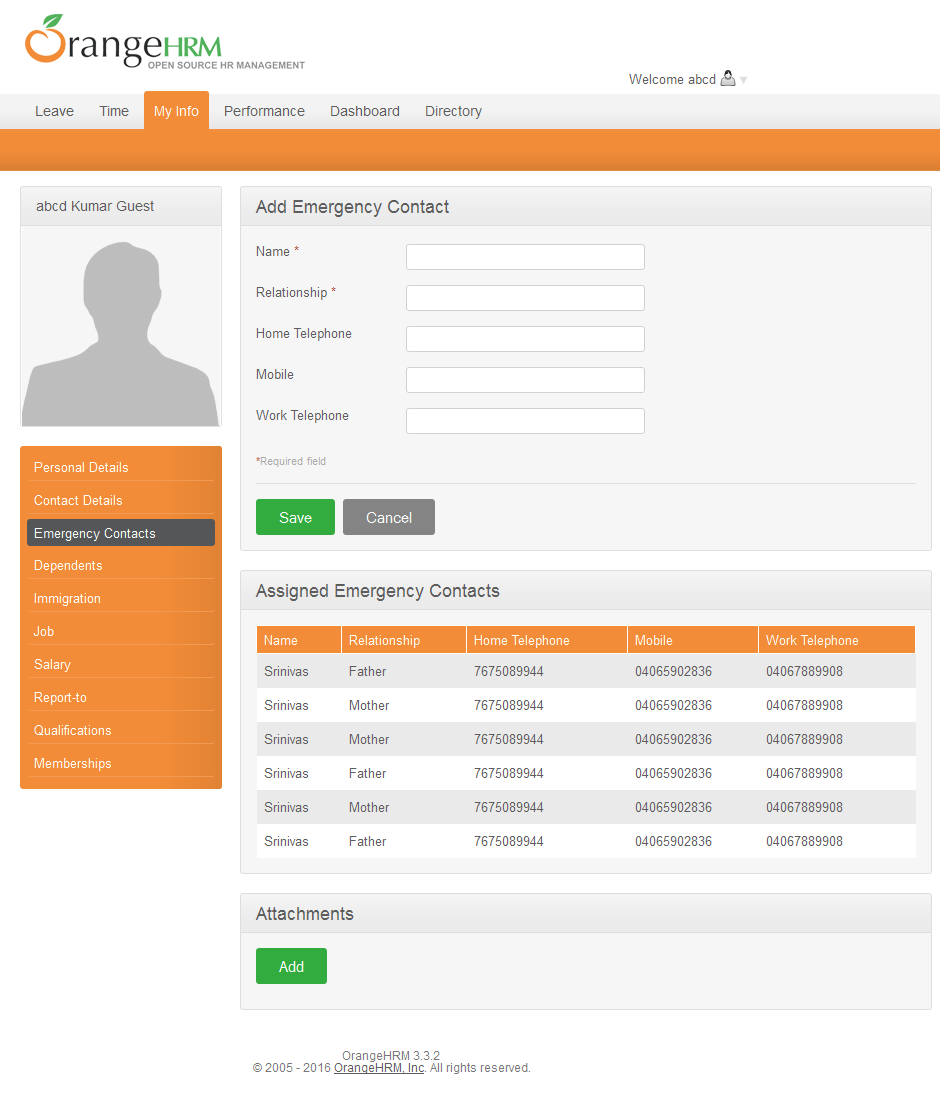 OrangeHRM
OPEN SOURCE HR MANAGEMENT
Welcome abcd
Leave Time My Info Performance Dashboard Directory
abcd Kumar Guest
Personal Details
Contact Details
Emergency Contacts
Dependents
Immigration
Job
Salary
Report-to
Qualifications
Memberships
Add Emergency Contact
Name *
Relationship *
Home Telephone
Mobile
Work Telephone
*Required field
Save Cancel
Assigned Emergency Contacts
Name Relationship Home Telephone Mobile Work Telephone
Srinivas Father 7675089944 04065902836 04067889908
Srinivas Mother 7675089944 04065902836 04067889908
Srinivas Mother 7675089944 04065902836 04067889908
Srinivas Father 7675089944 04065902836 04067889908
Srinivas Mother 7675089944 04065902836 04067889908
Srinivas Father 7675089944 04065902836 04067889908
Attachments
Add
OrangeHRM 3.3.2
© 2005 - 2016 OrangeHRM, Inc. All rights reserved.